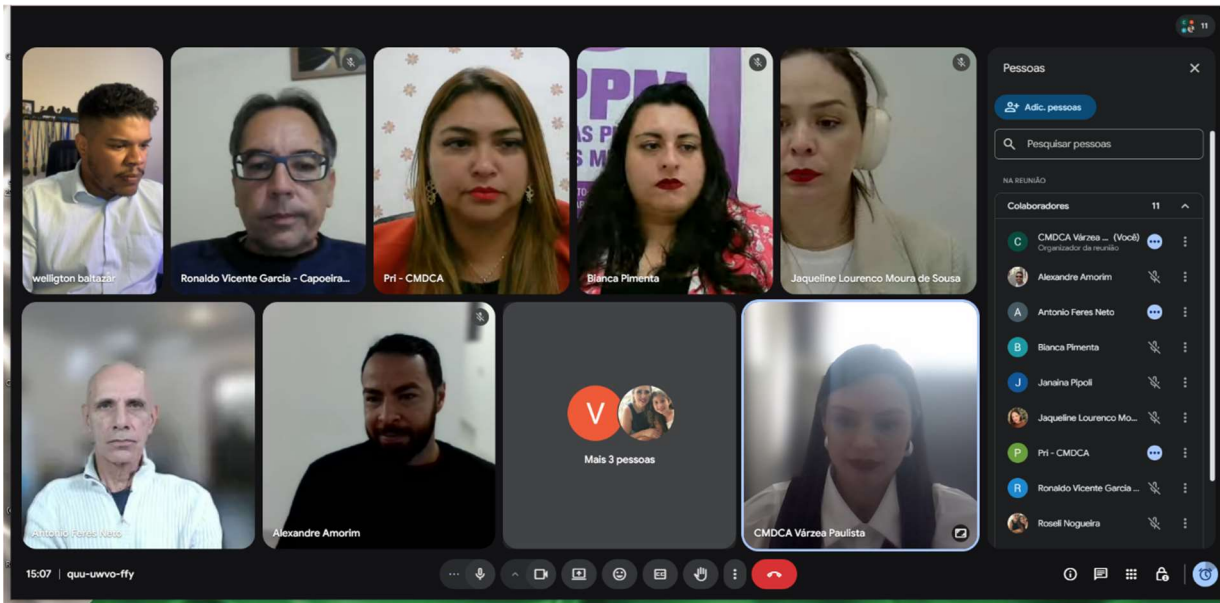 11
Pessoas
Adic. pessoas
Pesquisar pessoas
NA REUNIÃO
Colaboradores 11
C CMDCA Várzea ... (Você)
Organizador da reunião
Alexandre Amorim
A Antonio Feres Neto
B Bianca Pimenta
J Janaina Pipoli
Jaqueline Lourenco Mo...
P Pri - CMDCA
R Ronaldo Vicente Garcia ...
Roseli Nogueira
PPM
welligton baltazar
Ronaldo Vicente Garcia - Capoeira...
Pri - CMDCA
Bianca Pimenta
Jaqueline Lourenco Moura de Sousa
Antonio Feres Neto
Alexandre Amorim
V
Mais 3 pessoas
CMDCA Várzea Paulista
15:07 | quu-uwvo-ffy